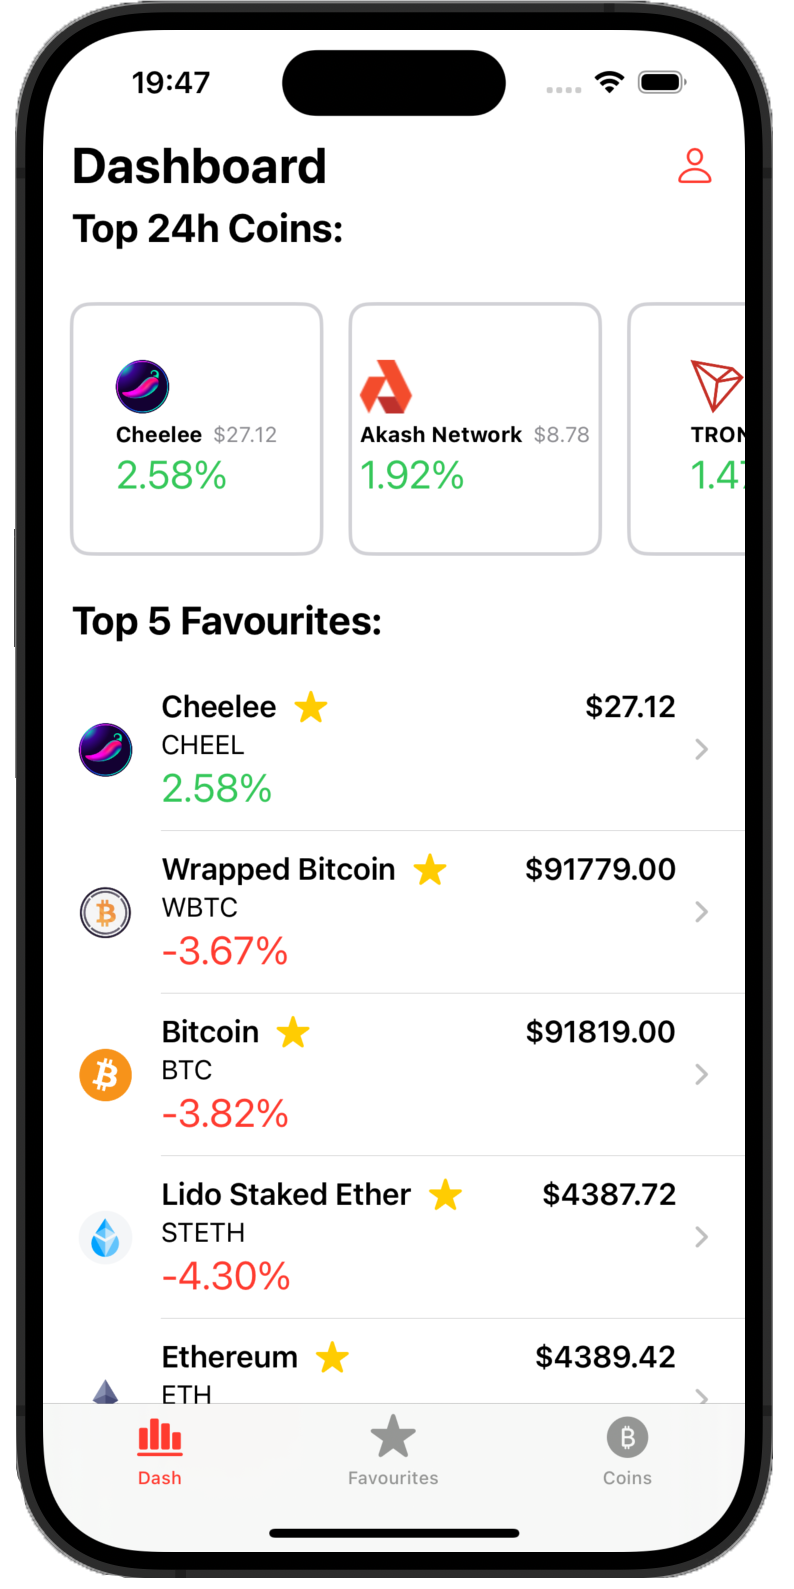 19:47
Dashboard
Top 24h Coins:
Cheelee $27.12
2.58%
Akash Network $8.78
1.92%
TRON
1.47
Top 5 Favourites:
Cheelee $27.12
CHEEL
2.58%
Wrapped Bitcoin $91779.00
WBTC
-3.67%
Bitcoin $91819.00
BTC
-3.82%
Lido Staked Ether $4387.72
STETH
-4.30%
Ethereum $4389.42
ETH
Dash
Favourites
Coins